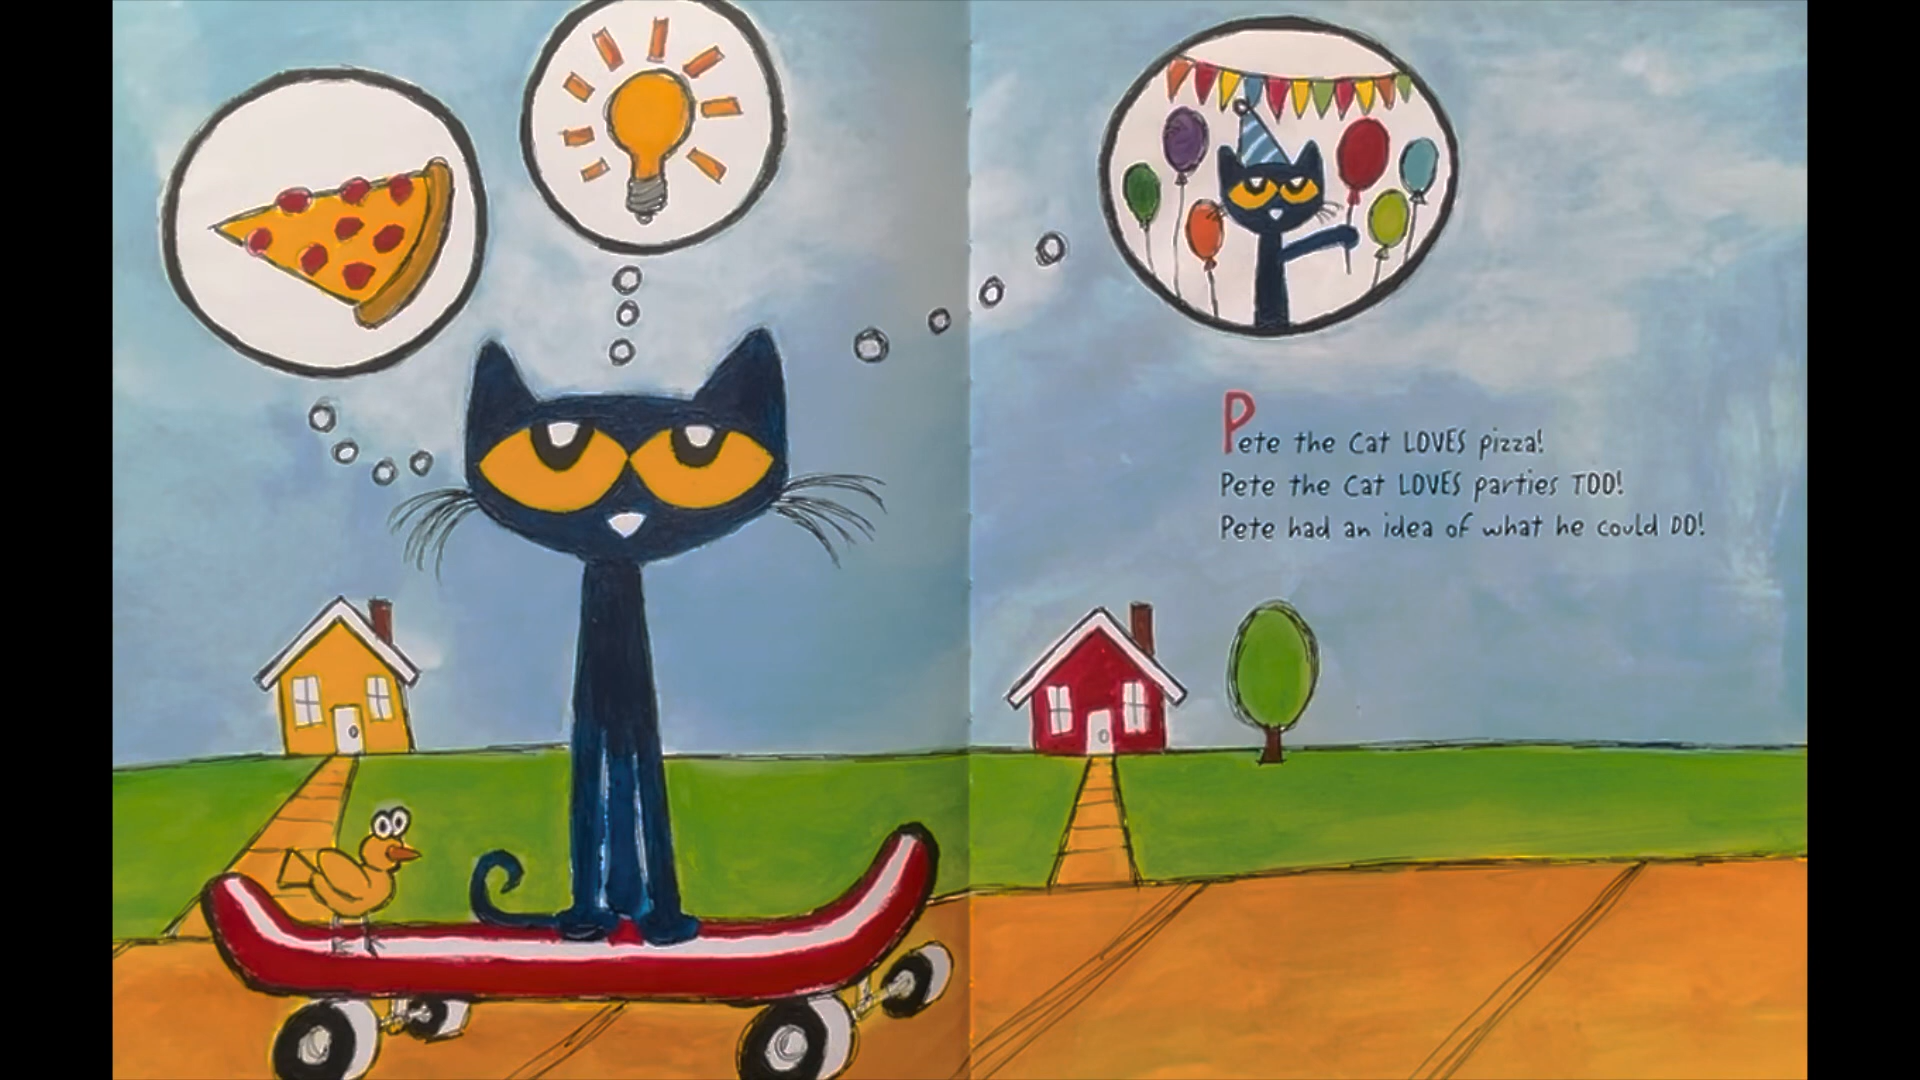 Pete the Cat LOVES pizza!
Pete the Cat LOVES parties TOO!
Pete had an idea of what he could DO!